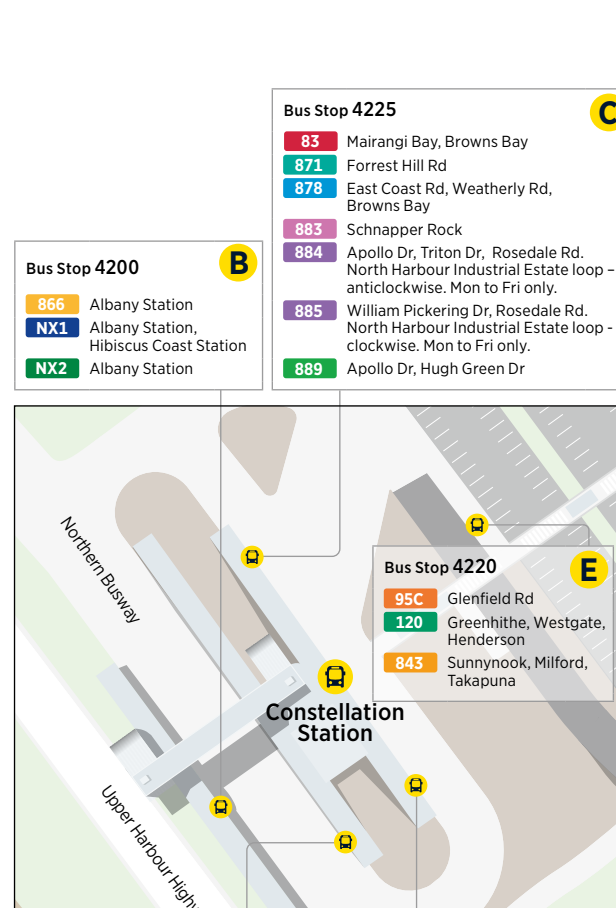 Bus Stop 4225
C
83 Mairangi Bay, Browns Bay
871 Forrest Hill Rd
878 East Coast Rd, Weatherly Rd,
Browns Bay
883 Schnapper Rock
884 Apollo Dr, Triton Dr, Rosedale Rd.
North Harbour Industrial Estate loop –
anticlockwise. Mon to Fri only.
885 William Pickering Dr, Rosedale Rd.
North Harbour Industrial Estate loop -
clockwise. Mon to Fri only.
889 Apollo Dr, Hugh Green Dr
Bus Stop 4200
B
866 Albany Station
NX1 Albany Station,
Hibiscus Coast Station
NX2 Albany Station
Northern Busway
Bus Stop 4220
E
95C Glenfield Rd
120 Greenhithe, Westgate,
Henderson
843 Sunnynook, Milford,
Takapuna
Constellation
Station
Upper Harbour